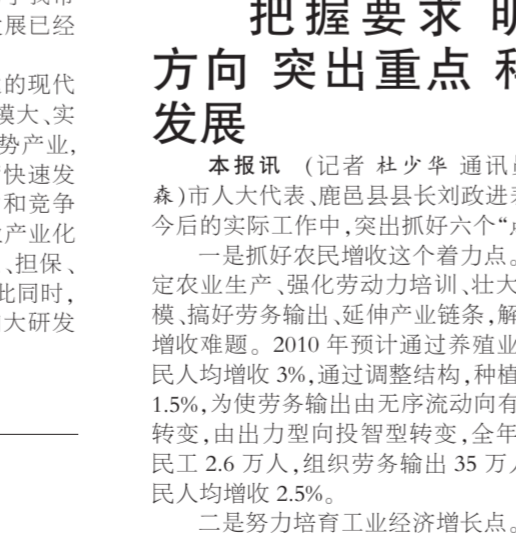 展已经
的现代
模大、实
势产业,
快速发
和竞争
产业化
、担保、
此同时,
大研发
把握要求
方向 突出重点
发展
本报讯 (记者 杜少华 通讯员
森)市人大代表、鹿邑县县长刘政进表
今后的实际工作中,突出抓好六个“点
一是抓好农民增收这个着力点。
定农业生产、强化劳动力培训、壮大
模、搞好劳务输出、延伸产业链条,解
增收难题。2010 年预计通过养殖业
民人均增收 3%,通过调整结构,种植
1.5%,为使劳务输出由无序流动向有
转变,由出力型向投智型转变,全年
民工 2.6 万人,组织劳务输出 35 万人
民人均增收 2.5%。
二是努力培育工业经济增长点。